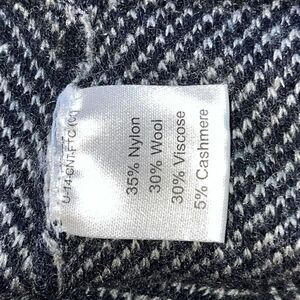 35% Nylon
30% Wool
30% Viscose
5% Cashmere